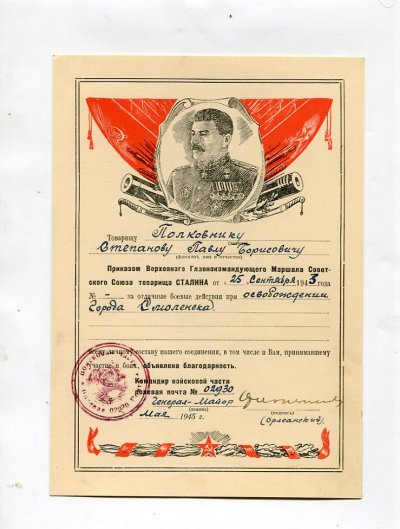 Товарищу Полковнику
Степанову Павлу Борисовичу
(фамилия, имя и отчество)
Приказом Верховного Главнокомандующего Маршала Совет-
ского Союза товарища СТАЛИНА от « 25 Сентября 1943 года
№ - за отличные боевые действия при освобождении
города Смоленска
Всему личному составу нашего соединения, в том числе и Вам, принимавшему
участие в боях, объявлена благодарность.
Командир войсковой части
полевая почта № 02930
Генерал-Майор
(звание) (подпись)
Мая 1945 г. (Орлеанский)
02930